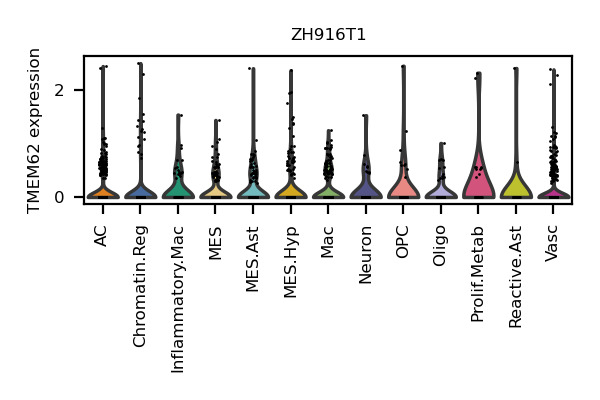 ZH916T1
TMEM62 expression
2
0
AC
Chromatin.Reg
Inflammatory.Mac
MES
MES.Ast
MES.Hyp
Mac
Neuron
OPC
Oligo
Prolif.Metab
Reactive.Ast
Vasc